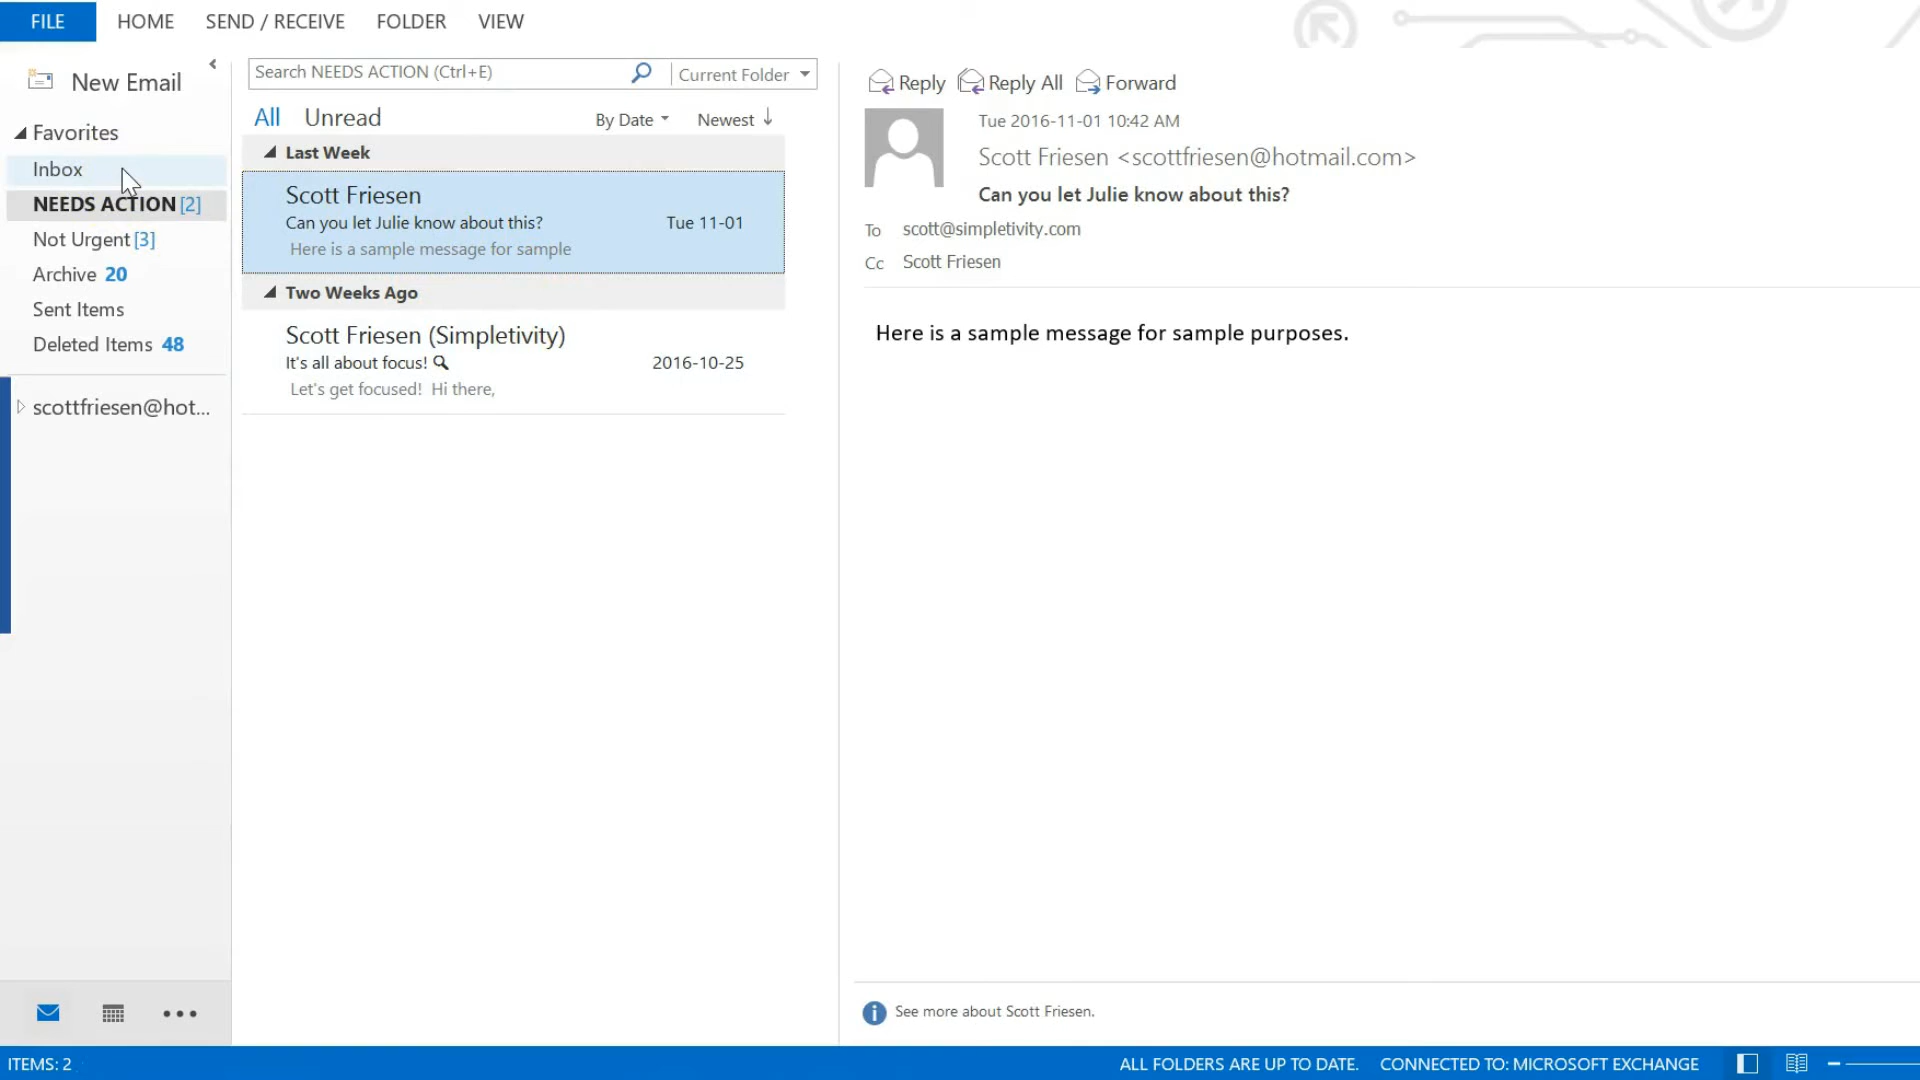 FILE HOME SEND / RECEIVE FOLDER VIEW
New Email
Favorites
Inbox
NEEDS ACTION [2]
Not Urgent [3]
Archive 20
Sent Items
Deleted Items 48
scottfriesen@hot...
Search NEEDS ACTION (Ctrl+E) Current Folder
All Unread By Date Newest
Last Week
Scott Friesen
Can you let Julie know about this? Tue 11-01
Here is a sample message for sample
Two Weeks Ago
Scott Friesen (Simpletivity)
It's all about focus! 2016-10-25
Let's get focused! Hi there,
Reply Reply All Forward
Tue 2016-11-01 10:42 AM
Scott Friesen <scottfriesen@hotmail.com>
Can you let Julie know about this?
To scott@simpletivity.com
Cc Scott Friesen
Here is a sample message for sample purposes.
See more about Scott Friesen.
ITEMS: 2 ALL FOLDERS ARE UP TO DATE. CONNECTED TO: MICROSOFT EXCHANGE